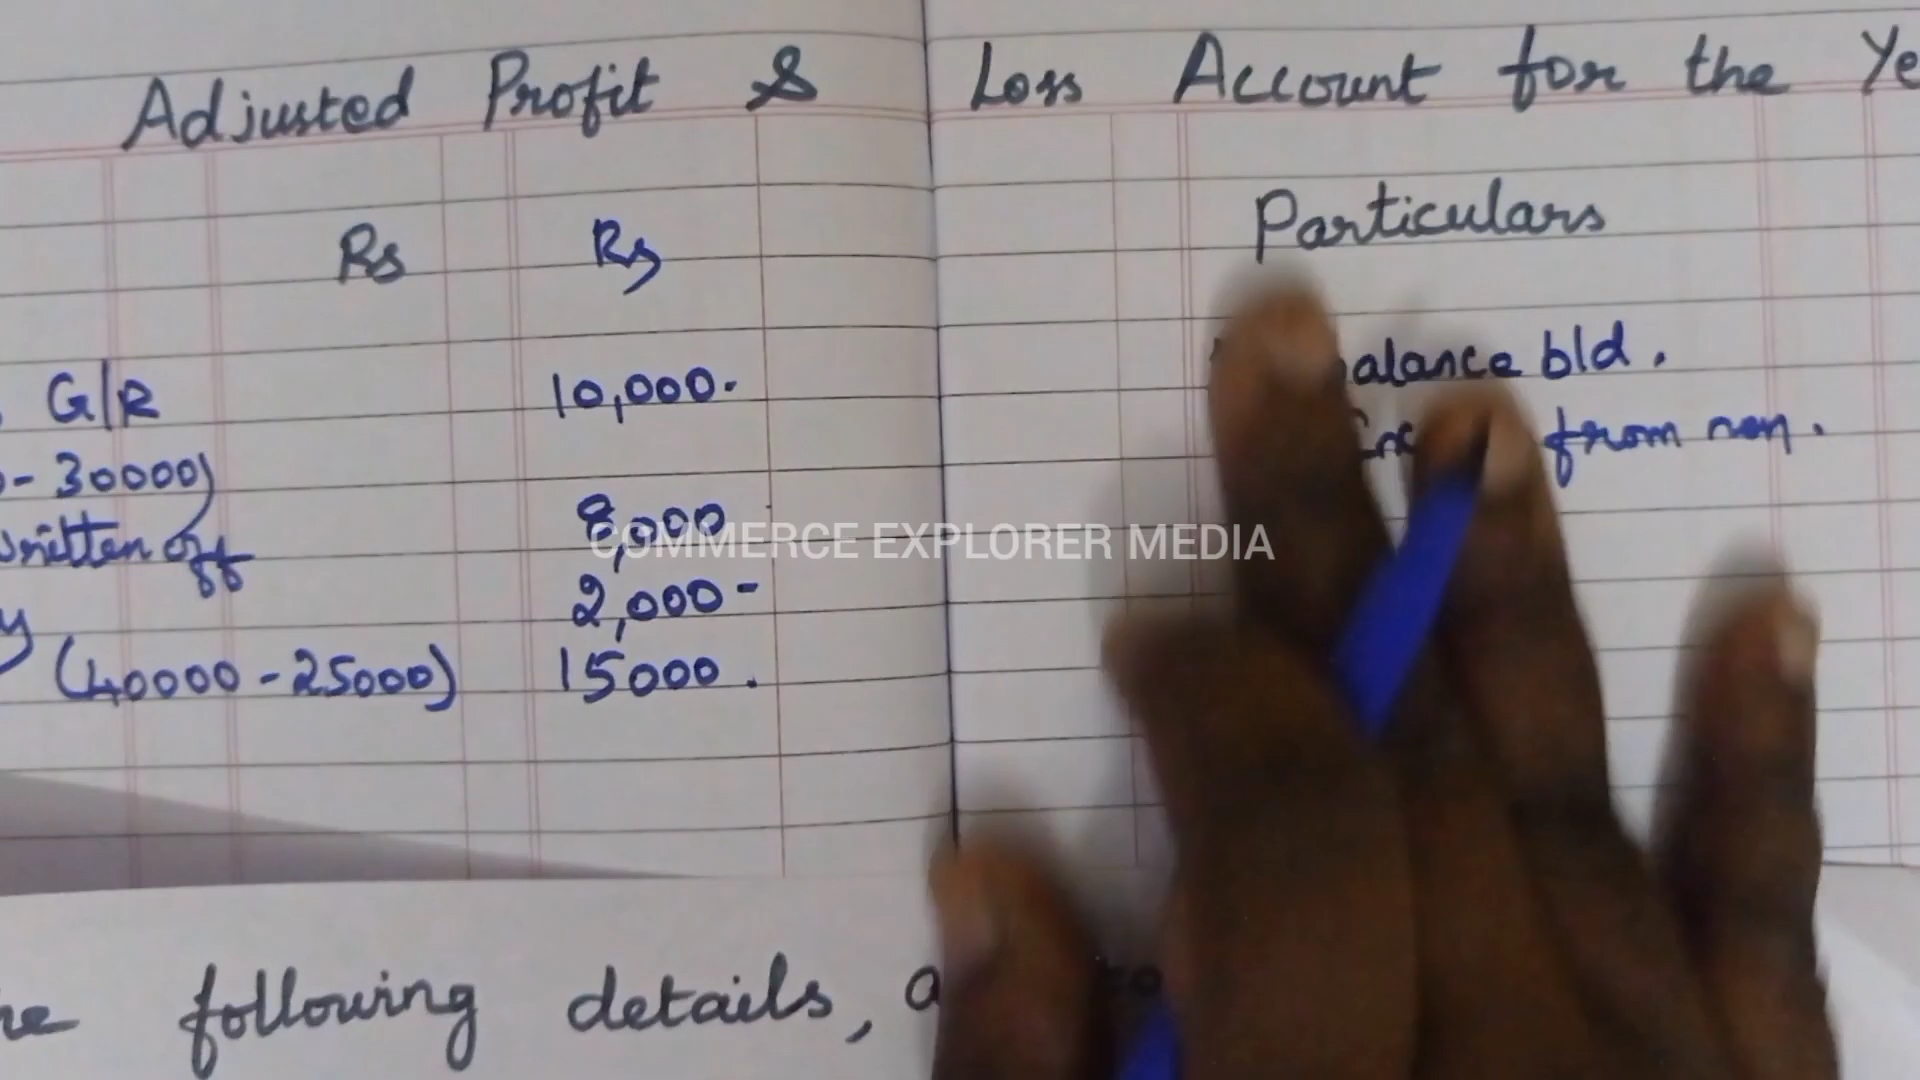 Adjusted Profit & Loss Account for the Ye
Rs Rs Particulars
G/R 10,000. alance b/d.
- 30000) from non.
written off 8,000
COMMERCE EXPLORER MEDIA
2,000-
(40000-25000) 15000.
following details,